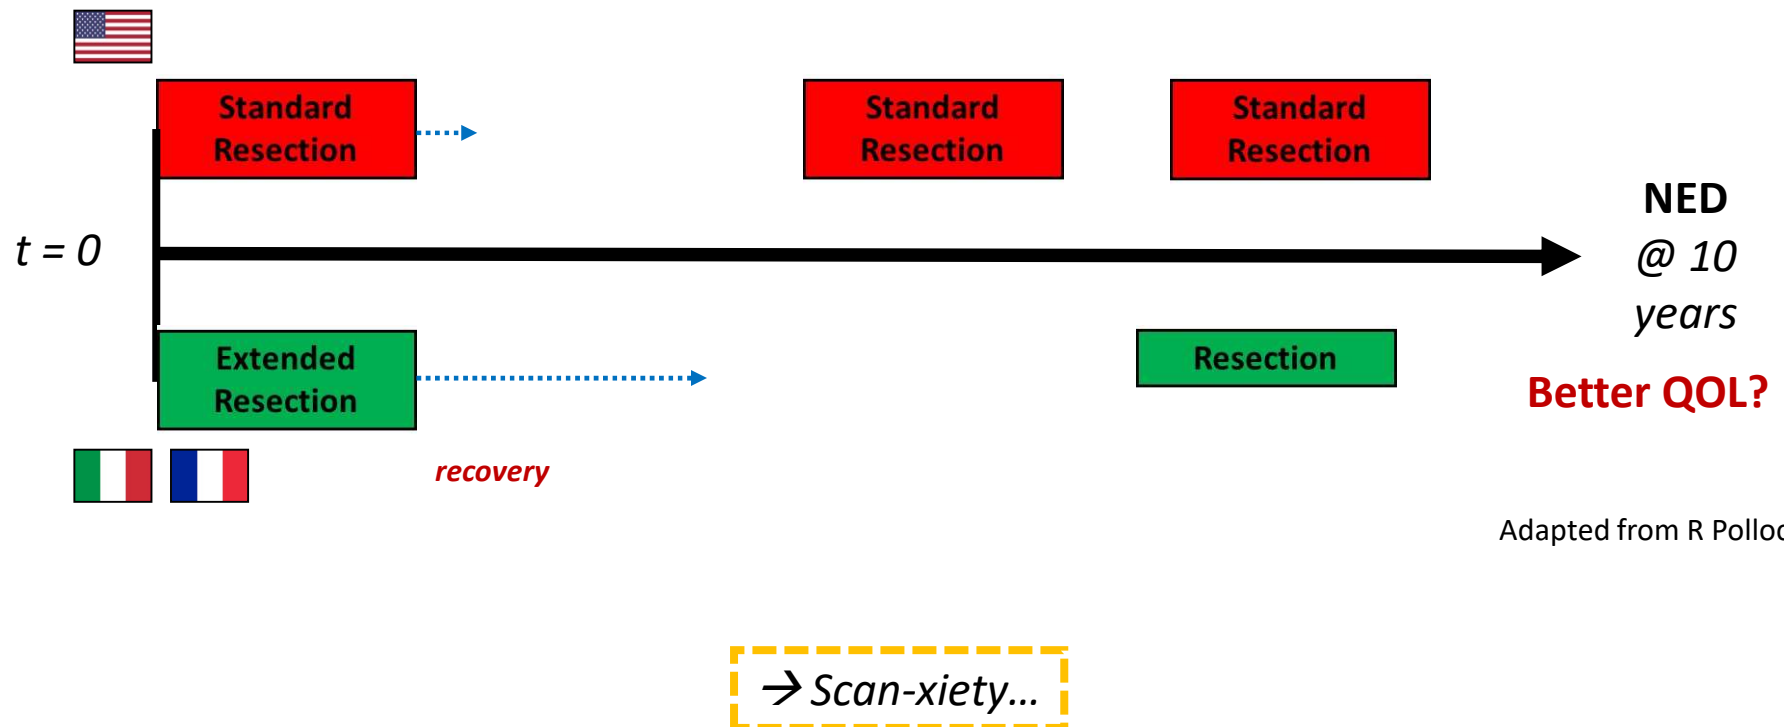 Standard
Resection
Standard
Resection
Standard
Resection
t = 0
NED
@ 10
years
Extended
Resection
Resection
Better QOL?
recovery
Adapted from R Polloc
→ Scan-xiety...